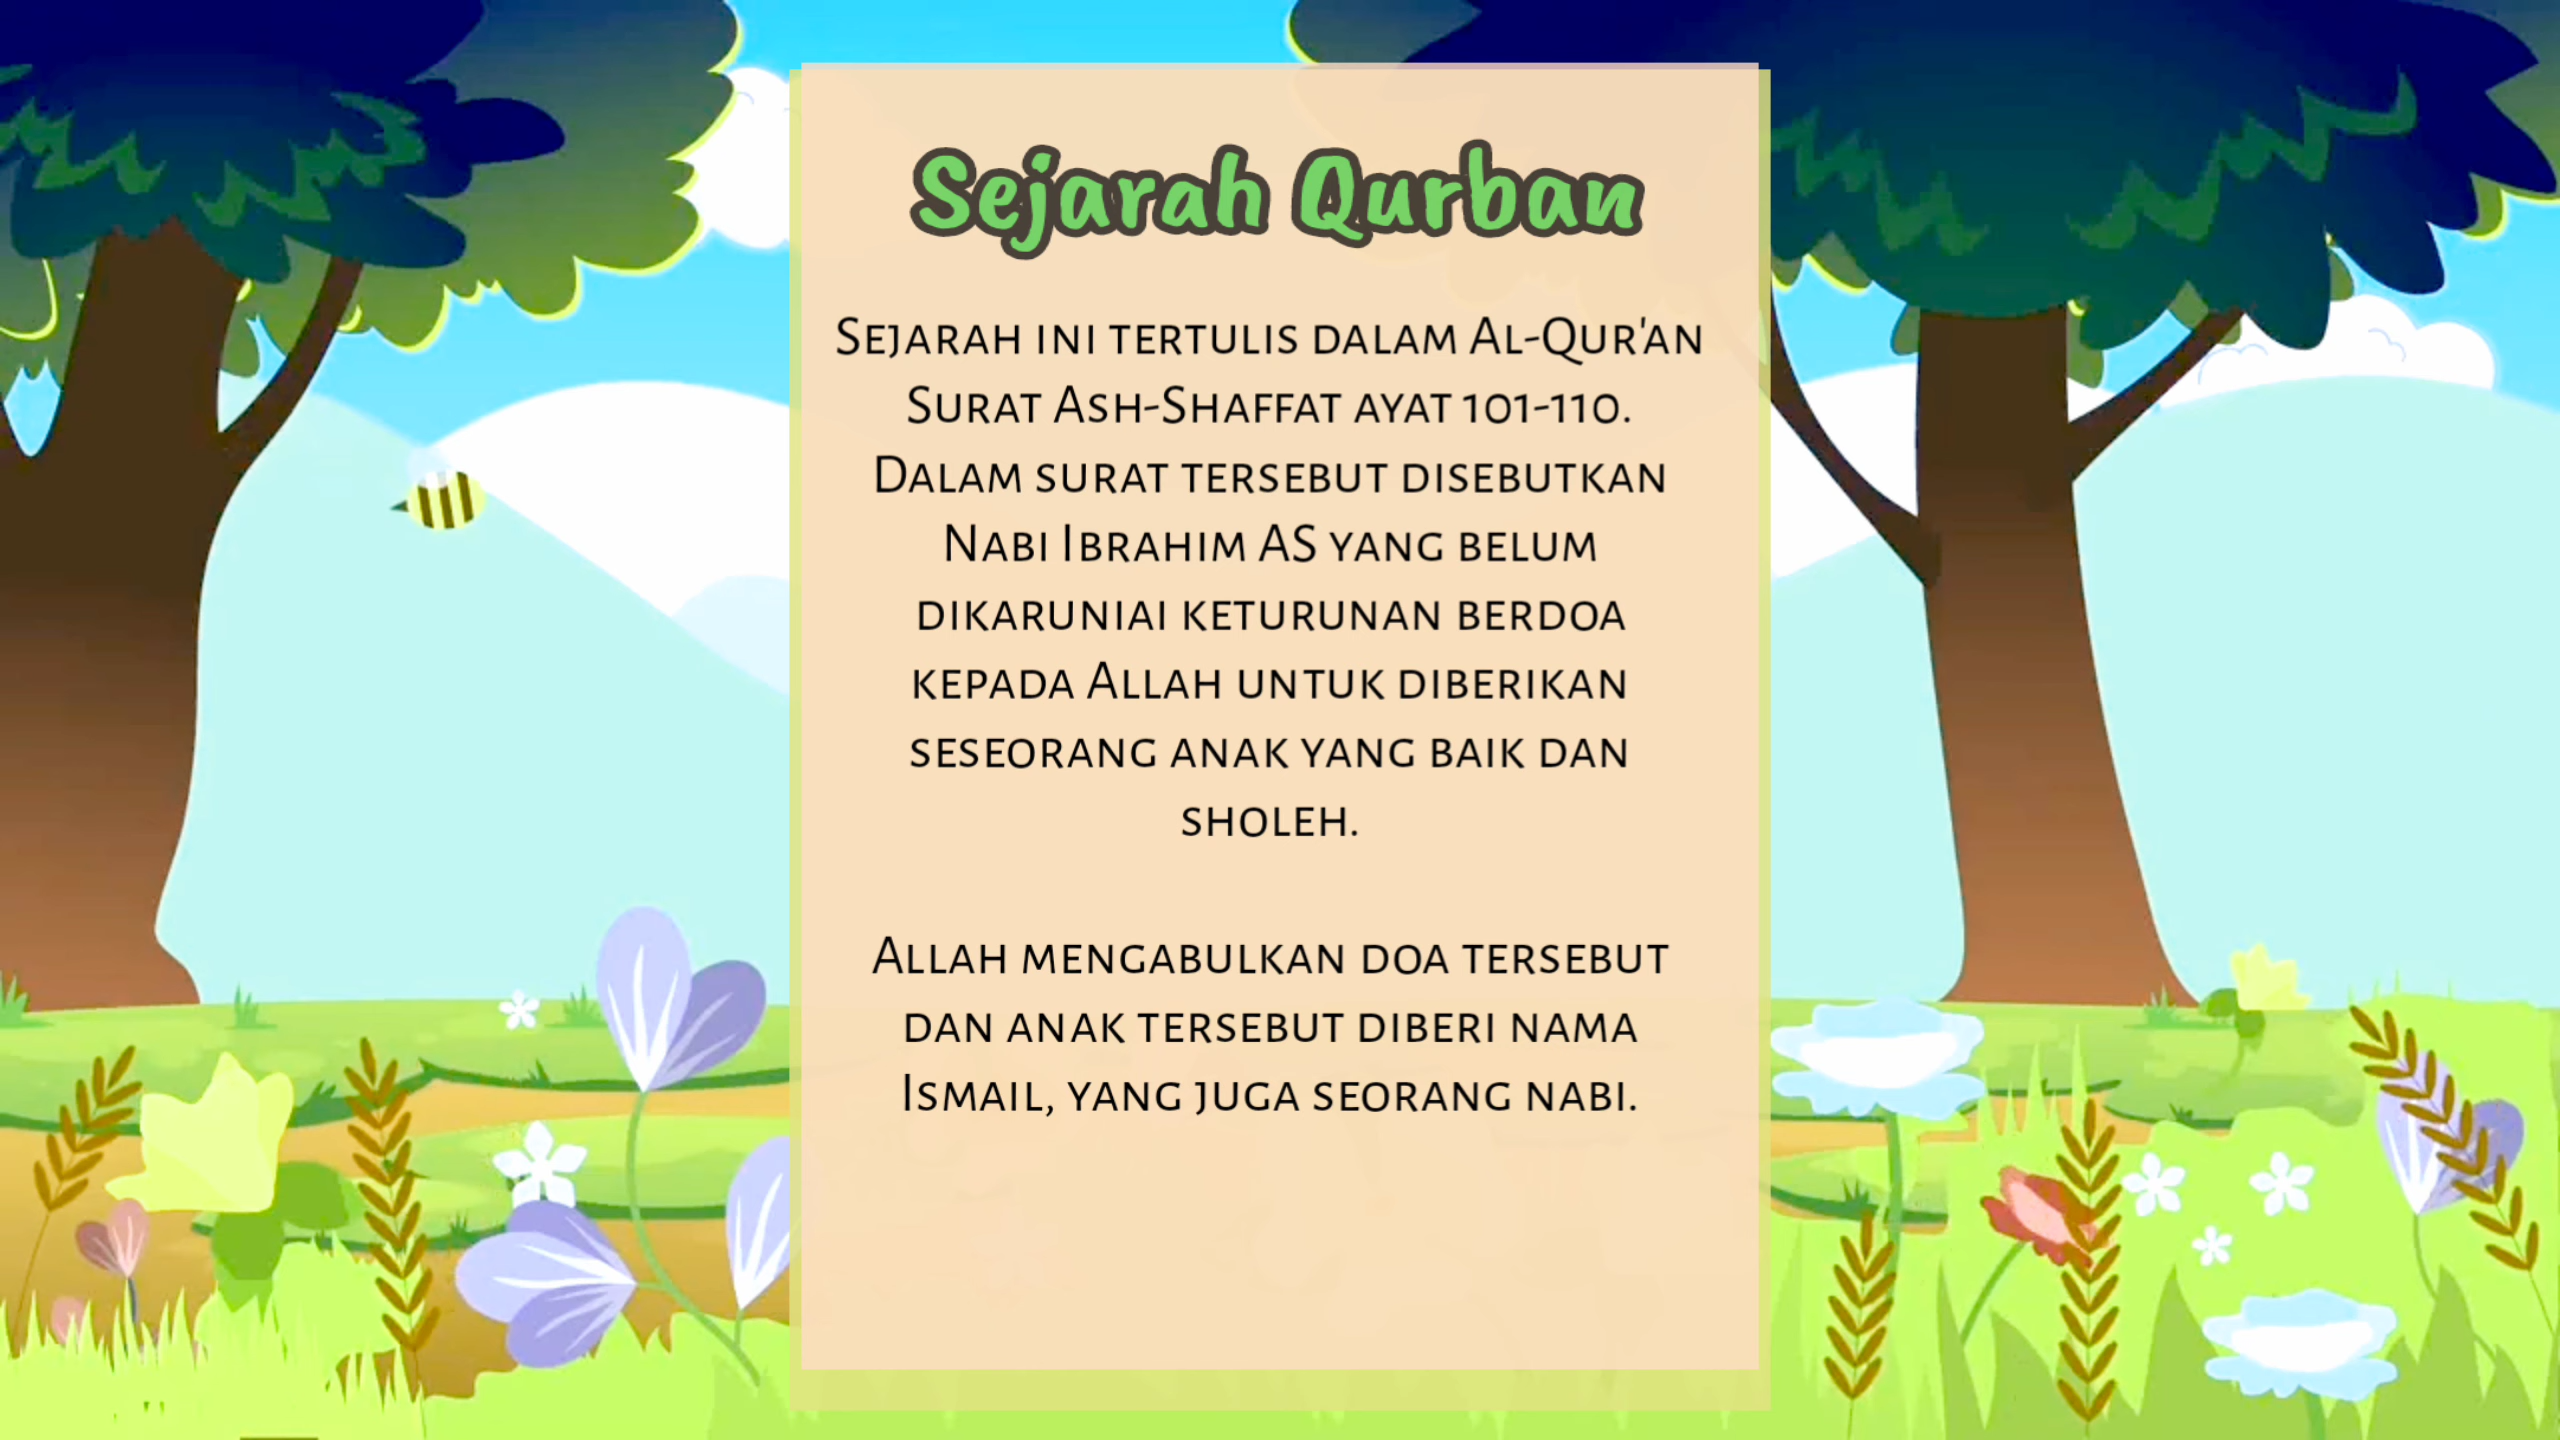 Sejarah Qurban
Sejarah ini tertulis dalam Al-Qur'an
Surat Ash-Shaffat ayat 101-110.
Dalam surat tersebut disebutkan
Nabi Ibrahim AS yang belum
dikaruniai keturunan berdoa
kepada Allah untuk diberikan
seseorang anak yang baik dan
sholeh.
Allah mengabulkan doa tersebut
dan anak tersebut diberi nama
Ismail, yang juga seorang nabi.